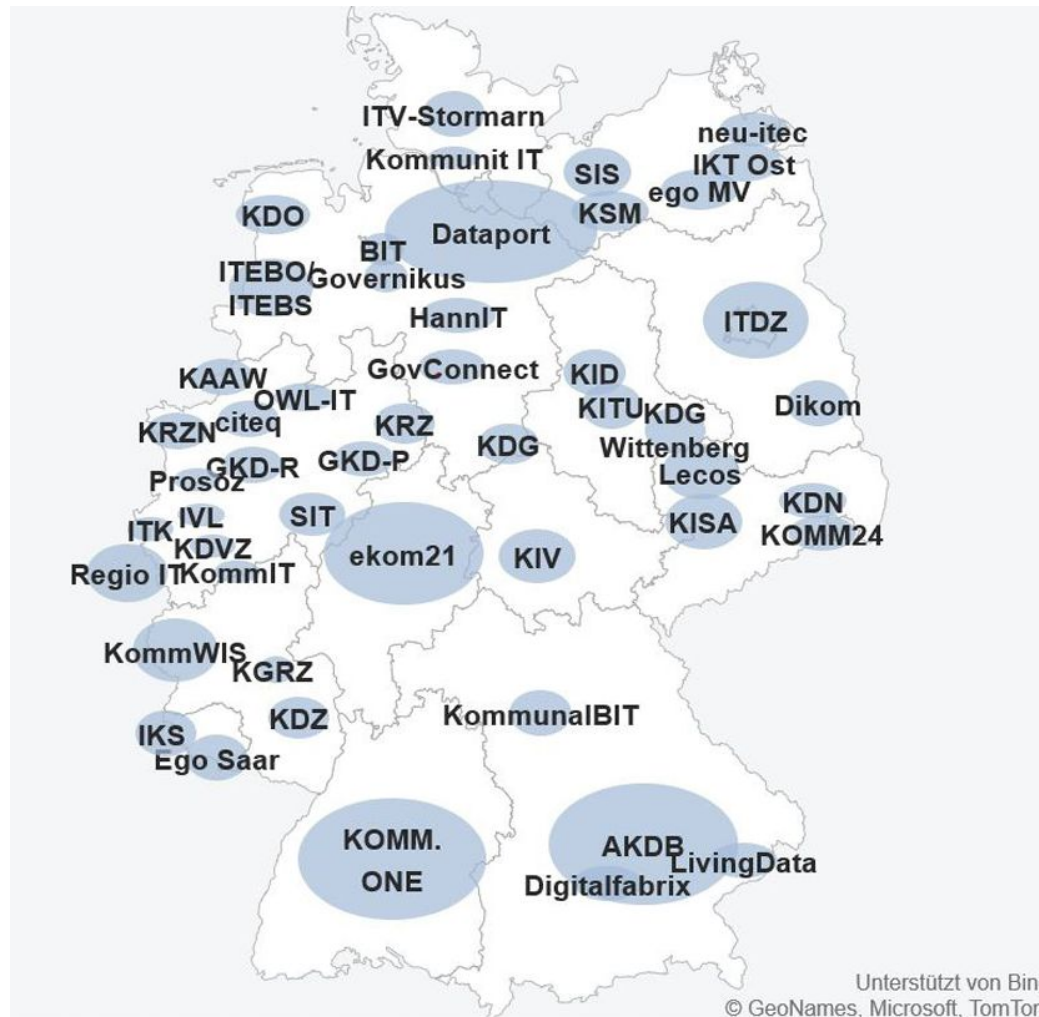 ITV-Stormarn
neu-itec
Kommunit IT
IKT Ost
SIS
ego MV
KDO
KSM
Dataport
BIT
ITEBO/
Governikus
ITEBS
HannIT
ITDZ
GovConnect
KAAW
KID
OWL-IT
KITU
KDG
Dikom
citeq
KRZN
KRZ
KDG
Wittenberg
GKD-R
GKD-P
Lecos
Prosoz
KDN
IVL
SIT
KISA
ITK
KOMM24
KDVZ
ekom21
KIV
Regio IT
KommIT
KommWIS
KGRZ
KDZ
KommunalBIT
IKS
Ego Saar
KOMM.
ONE
AKDB
LivingData
Digitalfabrix
Unterstützt von Bin
© GeoNames, Microsoft, TomTom